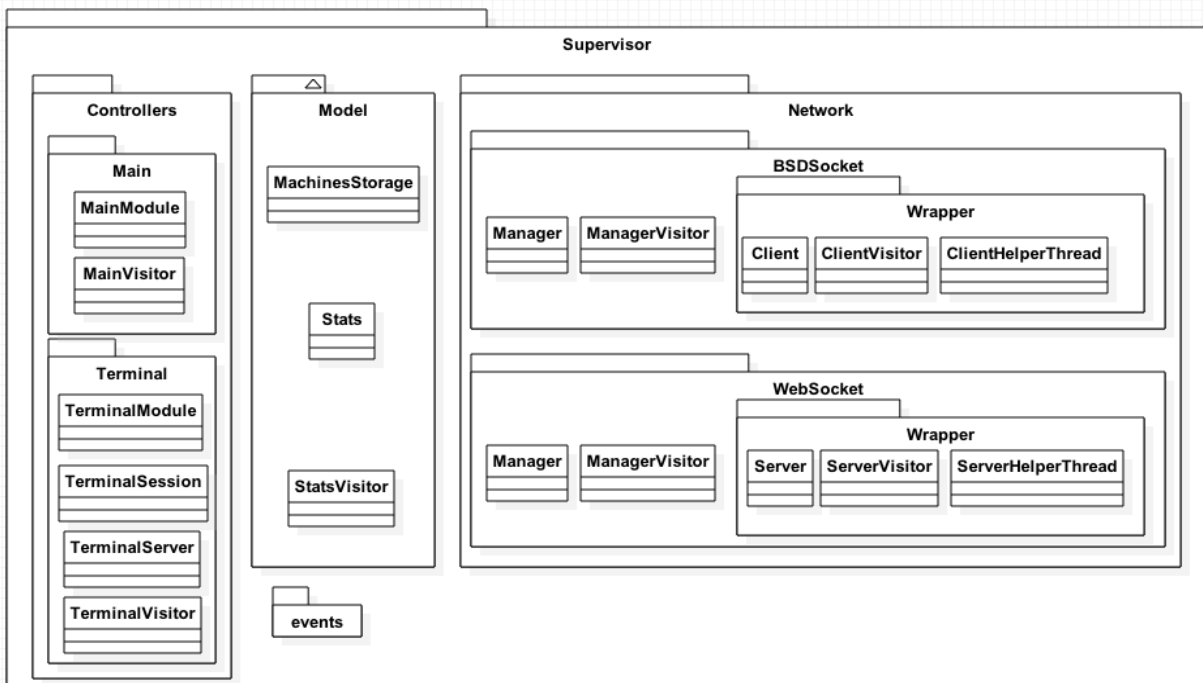 Supervisor
Controllers
Main
MainModule
MainVisitor
Terminal
TerminalModule
TerminalSession
TerminalServer
TerminalVisitor
Model
MachinesStorage
Stats
StatsVisitor
events
Network
BSDSocket
Manager
ManagerVisitor
Wrapper
Client
ClientVisitor
ClientHelperThread
WebSocket
Manager
ManagerVisitor
Wrapper
Server
ServerVisitor
ServerHelperThread